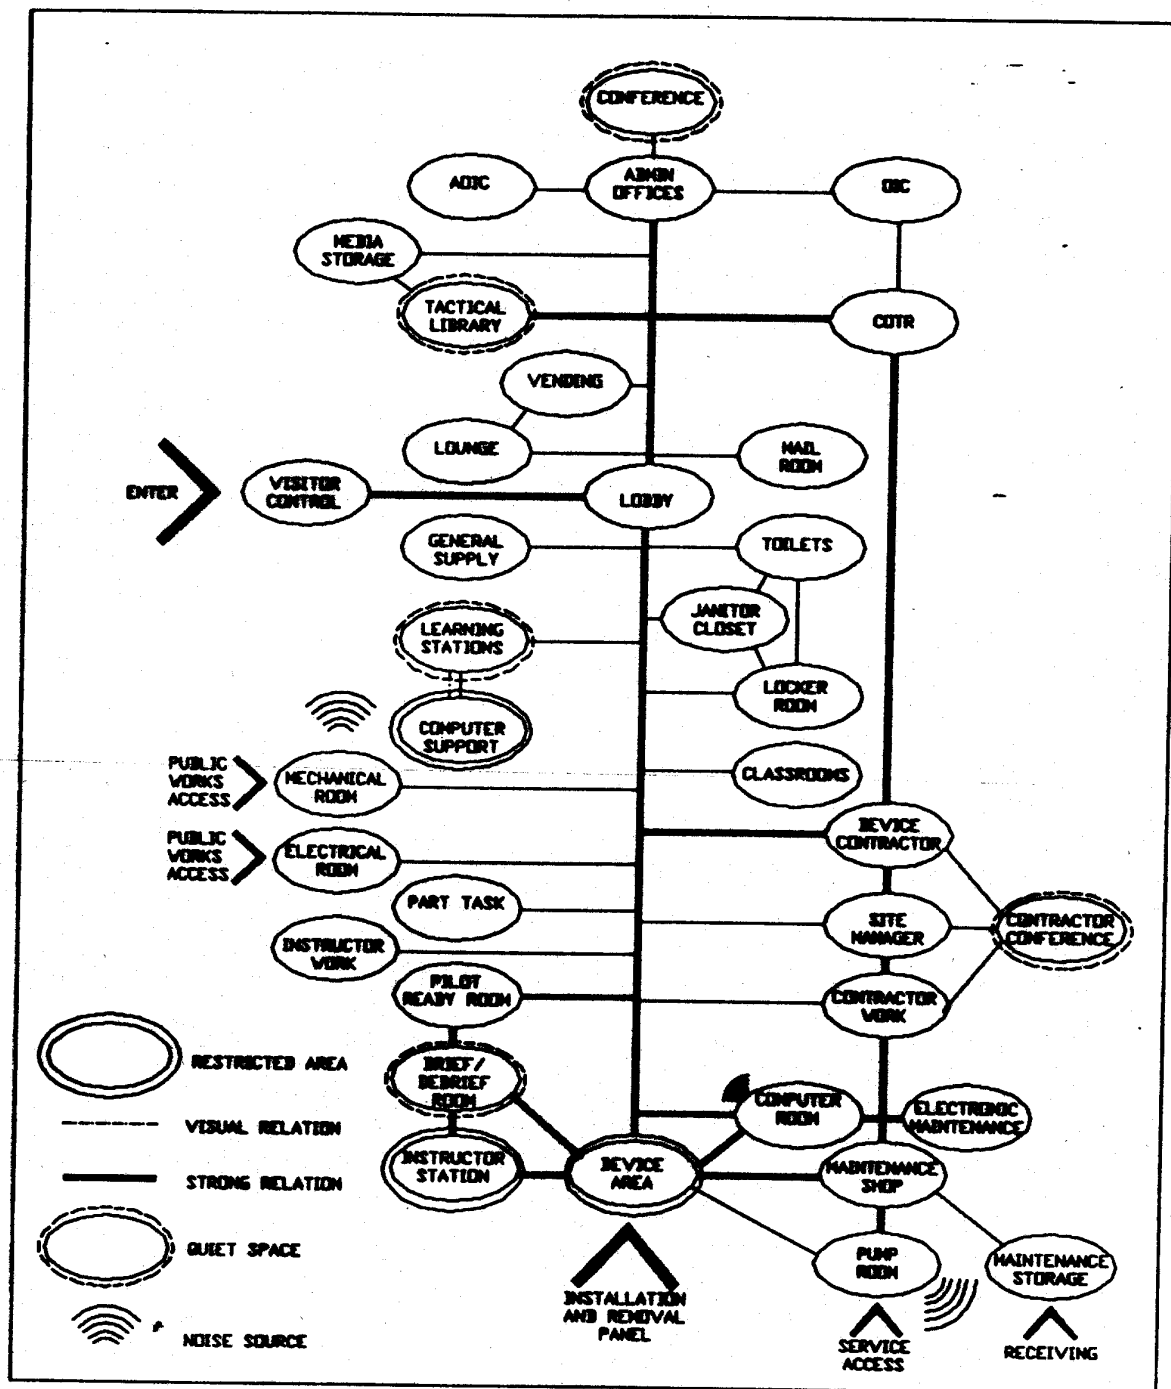 CONFERENCE
AOIC
ADMIN
OFFICES
OIC
MEDIA
STORAGE
TACTICAL
LIBRARY
COTR
VENDING
LOUNGE
MAIL
ROOM
ENTER
VISITOR
CONTROL
LOBBY
GENERAL
SUPPLY
TOILETS
JANITOR
CLOSET
LEARNING
STATIONS
LOCKER
ROOM
COMPUTER
SUPPORT
PUBLIC
WORKS
ACCESS
MECHANICAL
ROOM
CLASSROOMS
PUBLIC
WORKS
ACCESS
ELECTRICAL
ROOM
DEVICE
CONTRACTOR
PART TASK
SITE
MANAGER
CONTRACTOR
CONFERENCE
INSTRUCTOR
WORK
PILOT
READY ROOM
CONTRACTOR
WORK
RESTRICTED AREA
BRIEF/
DEBRIEF
ROOM
COMPUTER
ROOM
ELECTRONIC
MAINTENANCE
VISUAL RELATION
INSTRUCTOR
STATION
DEVICE
AREA
MAINTENANCE
SHOP
STRONG RELATION
QUIET SPACE
PUMP
ROOM
MAINTENANCE
STORAGE
INSTALLATION
AND REMOVAL
PANEL
NOISE SOURCE
SERVICE
ACCESS
RECEIVING